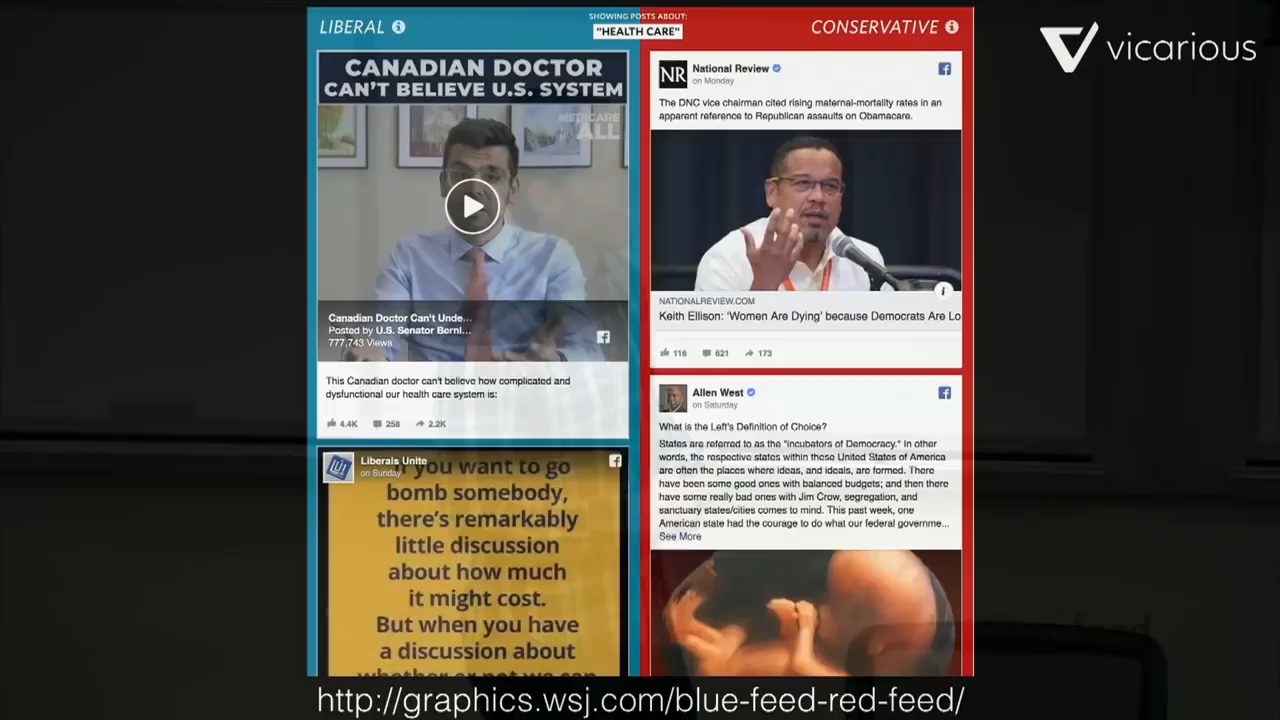 LIBERAL
SHOWING POSTS ABOUT:
"HEALTH CARE"
CONSERVATIVE
vicarious
CANADIAN DOCTOR
CAN'T BELIEVE U.S. SYSTEM
MEDICARE
ALL
Canadian Doctor Can't Unde...
Posted by U.S. Senator Berni...
777,743 Views
This Canadian doctor can't believe how complicated and
dysfunctional our health care system is:
4.4K 258 2.2K
Liberals Unite
on Sunday
you want to go
bomb somebody,
there's remarkably
little discussion
about how much
it might cost.
But when you have
a discussion about
whether or not we can
NR
National Review
on Monday
The DNC vice chairman cited rising maternal-mortality rates in an
apparent reference to Republican assaults on Obamacare.
NATIONALREVIEW.COM
Keith Ellison: 'Women Are Dying' because Democrats Are Lo
116 621 173
Allen West
on Saturday
What is the Left's Definition of Choice?
States are referred to as the "incubators of Democracy." In other
words, the respective states within these United States of America
are often the places where ideas, and ideals, are formed. There
have been some good ones with balanced budgets; and then there
have some really bad ones with Jim Crow, segregation, and
sanctuary states/cities comes to mind. This past week, one
American state had the courage to do what our federal governme...
See More
http://graphics.wsj.com/blue-feed-red-feed/